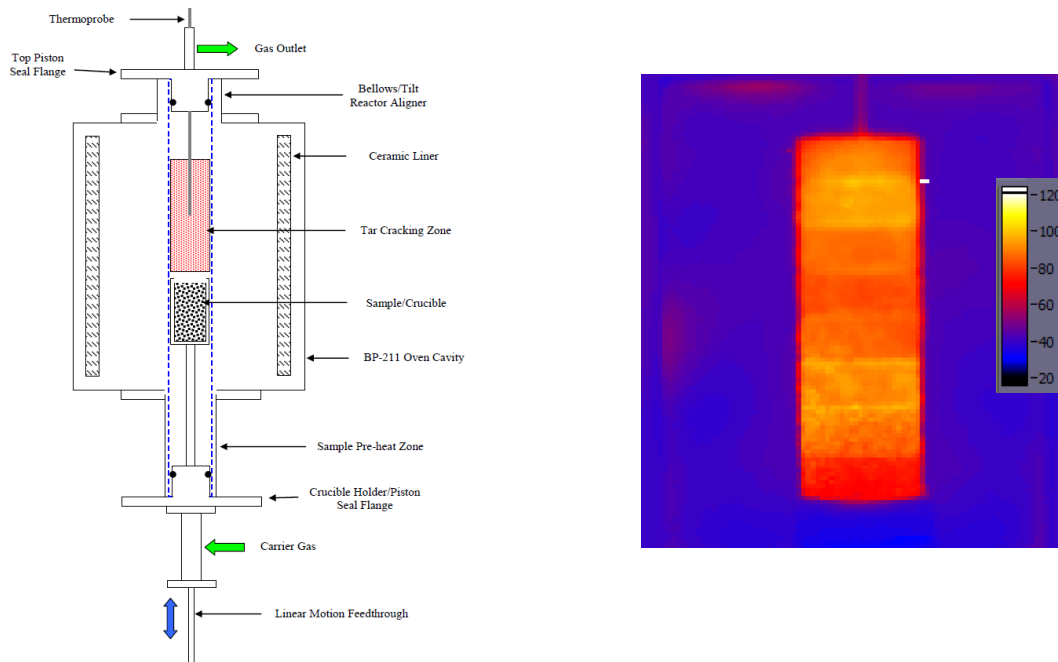 Thermoprobe
Gas Outlet
Top Piston
Seal Flange
Bellows/Tilt
Reactor Aligner
Ceramic Liner
Tar Cracking Zone
Sample/Crucible
BP-211 Oven Cavity
Sample Pre-heat Zone
Crucible Holder/Piston
Seal Flange
Carrier Gas
Linear Motion Feedthrough
120
100
80
60
40
20